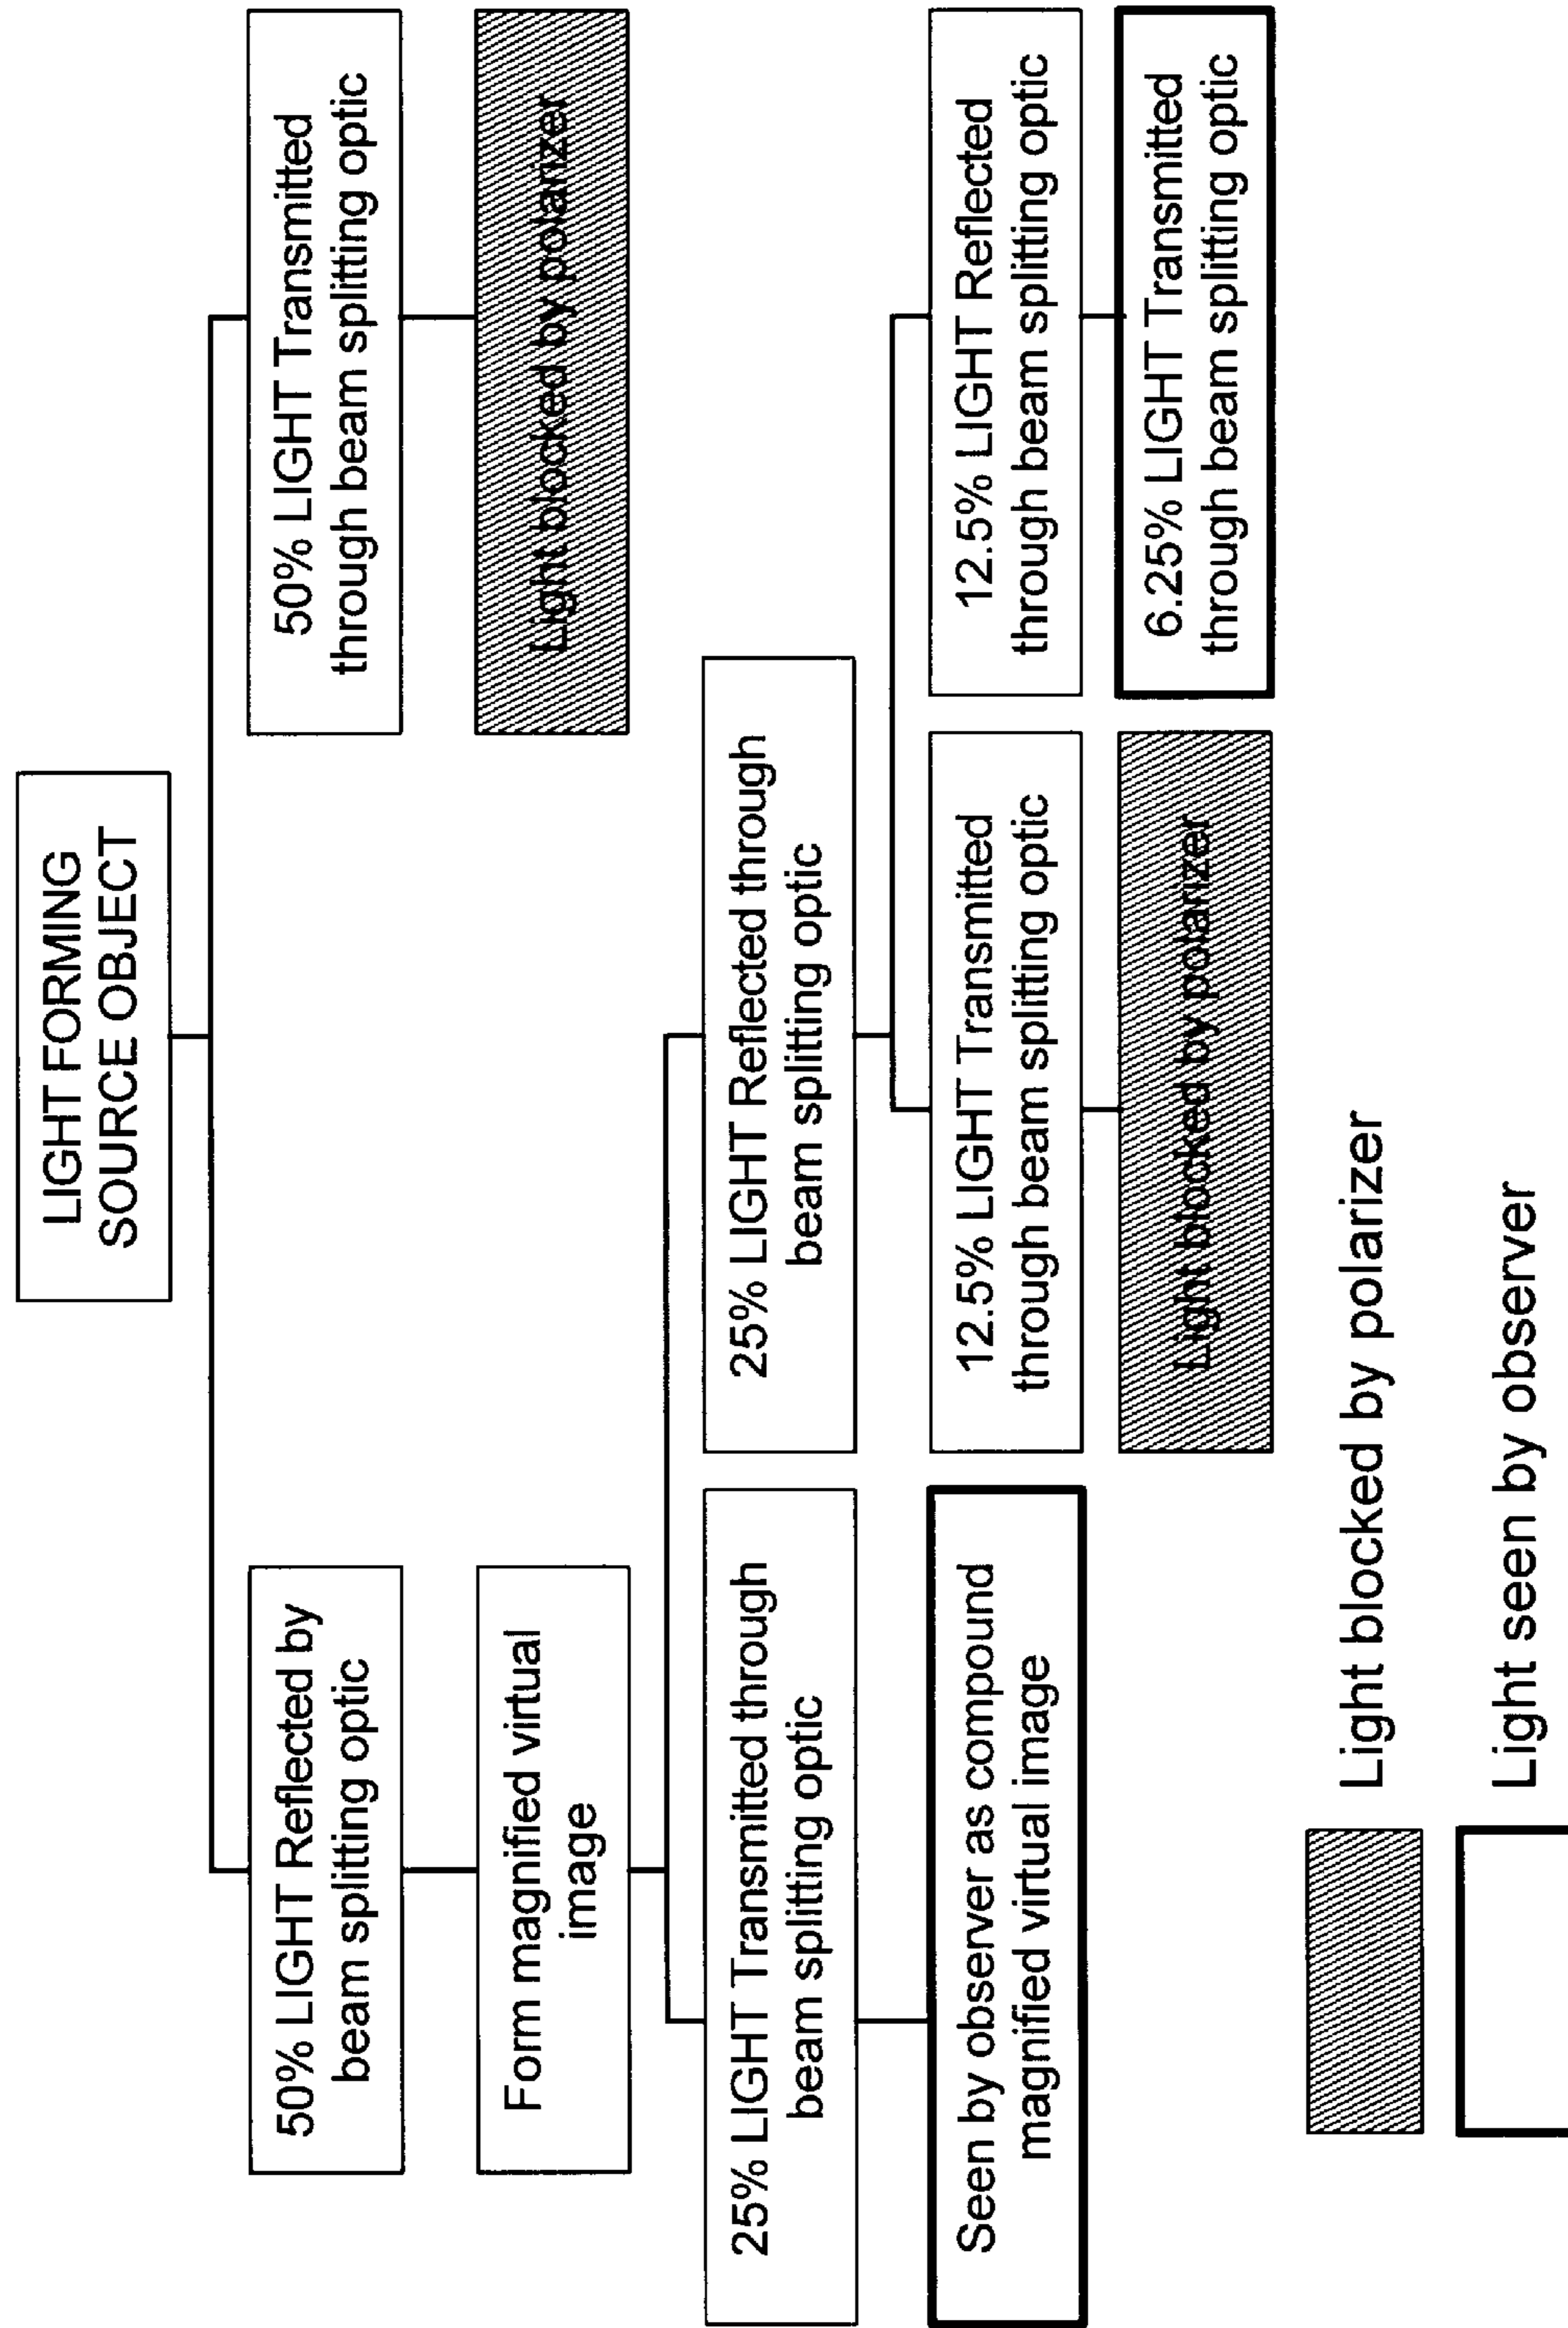 LIGHT FORMING
SOURCE OBJECT
50% LIGHT Reflected by
beam splitting optic
50% LIGHT Transmitted
through beam splitting optic
Form magnified virtual
image
Light blocked by polarizer
25% LIGHT Transmitted through
beam splitting optic
25% LIGHT Reflected through
beam splitting optic
Seen by observer as compound
magnified virtual image
12.5% LIGHT Transmitted
through beam splitting optic
12.5% LIGHT Reflected
through beam splitting optic
Light blocked by polarizer
6.25% LIGHT Transmitted
through beam splitting optic
Light blocked by polarizer
Light seen by observer